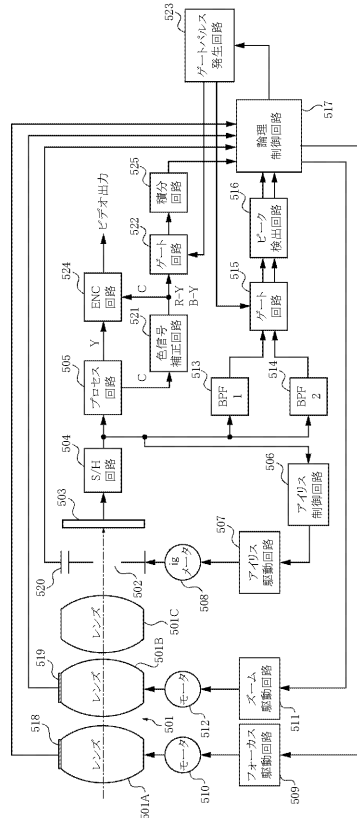 523
ゲートパルス
発生回路
517
論理
制御回路
525
積分
回路
522
ゲート
回路
516
ピーク
検出回路
515
ゲート
回路
ビデオ出力
524
ENC
回路
C
R-Y
B-Y
521
色信号
補正回路
Y
C
505
プロセス
回路
513
BPF
1
514
BPF
2
504
S/H
回路
503
506
アイリス
制御回路
507
アイリス
駆動回路
520
502
508
ig
メータ
レンズ
501C
519
レンズ
501B
518
レンズ
501A
501
モータ
512
モータ
510
ズーム
駆動回路
511
フォーカス
駆動回路
509